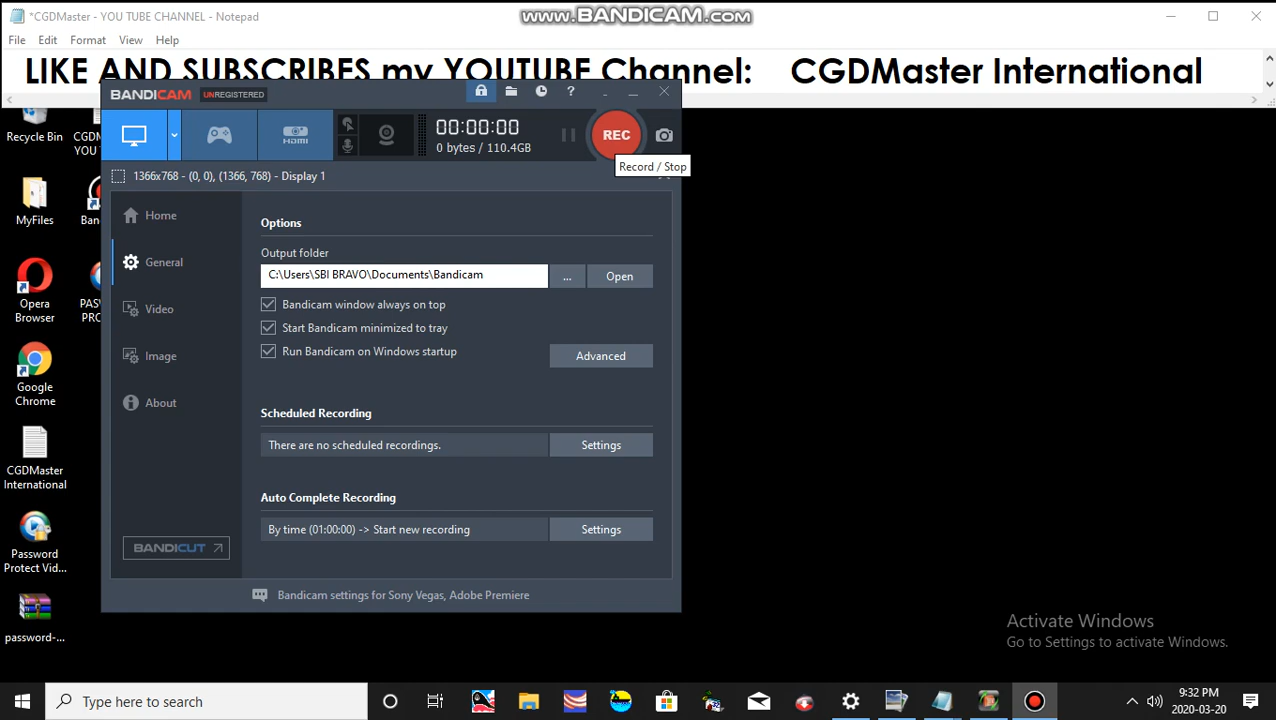 *CGDMaster - YOU TUBE CHANNEL - Notepad
www.BANDICAM.com
File Edit Format View Help
LIKE AND SUBSCRIBES my YOUTUBE Channel: CGDMaster International
BANDICAM UNREGISTERED
00:00:00
0 bytes / 110.4GB
REC
Record / Stop
1366x768 - (0, 0), (1366, 768) - Display 1
Home
General
Video
Image
About
BANDICUT
Options
Output folder
C:\Users\SBI BRAVO\Documents\Bandicam
... Open
Bandicam window always on top
Start Bandicam minimized to tray
Run Bandicam on Windows startup
Advanced
Scheduled Recording
There are no scheduled recordings. Settings
Auto Complete Recording
By time (01:00:00) -> Start new recording Settings
Bandicam settings for Sony Vegas, Adobe Premiere
Recycle Bin
MyFiles
Opera
Browser
Google
Chrome
CGDMaster
International
Password
Protect Vid...
password-...
Activate Windows
Go to Settings to activate Windows.
Type here to search
9:32 PM
2020-03-20